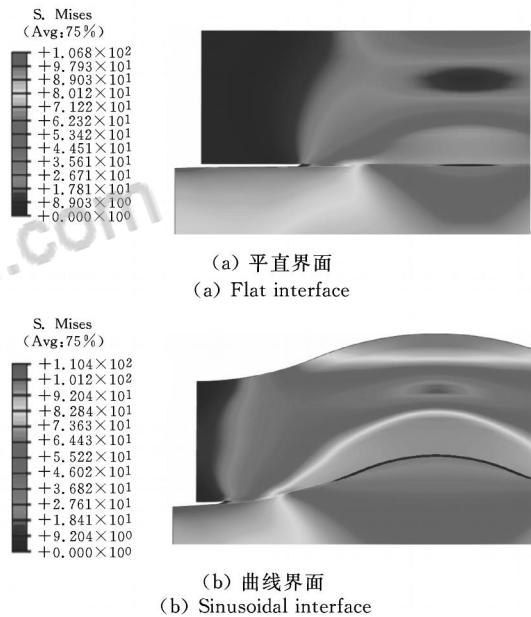 S. Mises
(Avg:75%)
+1.068×10²
+9.793×10¹
+8.903×10¹
+8.012×10¹
+7.122×10¹
+6.232×10¹
+5.342×10¹
+4.451×10¹
+3.561×10¹
+2.671×10¹
+1.781×10¹
+8.903×10⁰
+0.000×10⁰
.com
(a) 平直界面
(a) Flat interface
S. Mises
(Avg:75%)
+1.104×10²
+1.012×10²
+9.204×10¹
+8.284×10¹
+7.363×10¹
+6.443×10¹
+5.522×10¹
+4.602×10¹
+3.682×10¹
+2.761×10¹
+1.841×10¹
+9.204×10⁰
+0.000×10⁰
(b) 曲线界面
(b) Sinusoidal interface